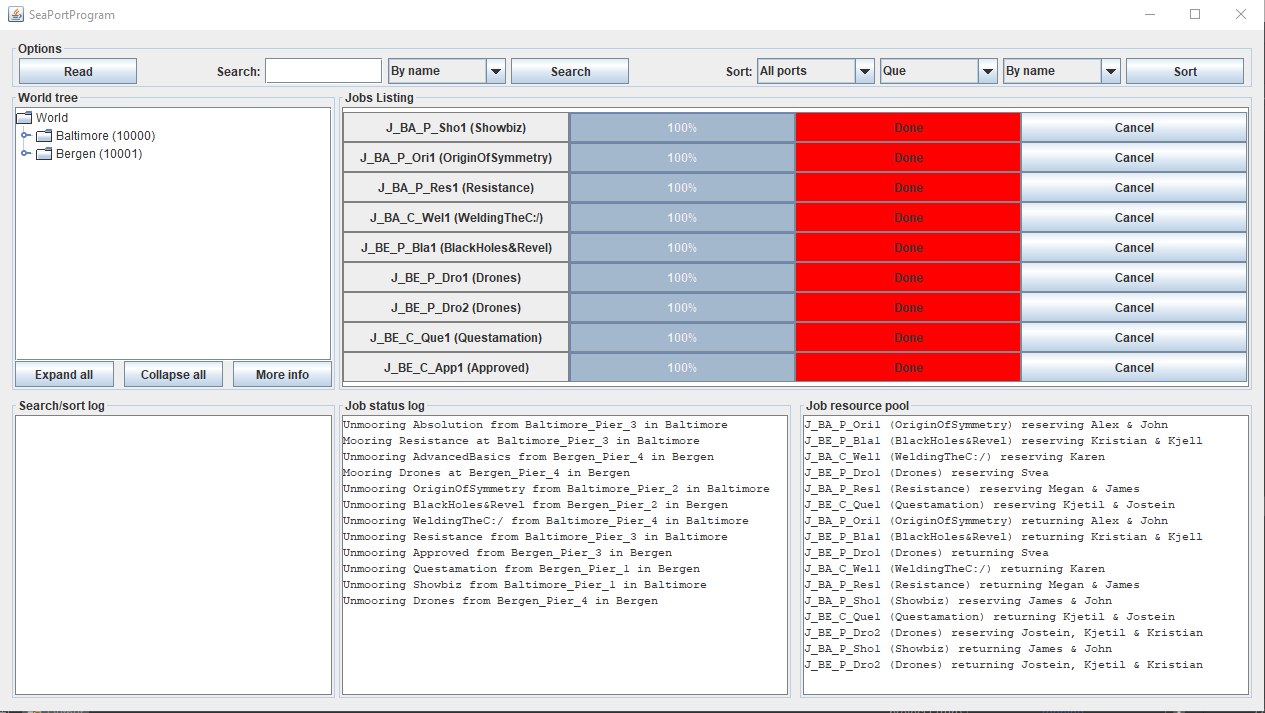 SeaPortProgram
Options
Read Search: By name Search Sort: All ports Que By name Sort
World tree
World
Baltimore (10000)
Bergen (10001)
Expand all Collapse all More info
Jobs Listing
J_BA_P_Sho1 (Showbiz) 100% Done Cancel
J_BA_P_Ori1 (OriginOfSymmetry) 100% Done Cancel
J_BA_P_Res1 (Resistance) 100% Done Cancel
J_BA_C_Wel1 (WeldingTheC:/) 100% Done Cancel
J_BE_P_Bla1 (BlackHoles&Revel) 100% Done Cancel
J_BE_P_Dro1 (Drones) 100% Done Cancel
J_BE_P_Dro2 (Drones) 100% Done Cancel
J_BE_C_Que1 (Questamation) 100% Done Cancel
J_BE_C_App1 (Approved) 100% Done Cancel
Search/sort log
Job status log
Unmooring Absolution from Baltimore_Pier_3 in Baltimore
Mooring Resistance at Baltimore_Pier_3 in Baltimore
Unmooring AdvancedBasics from Bergen_Pier_4 in Bergen
Mooring Drones at Bergen_Pier_4 in Bergen
Unmooring OriginOfSymmetry from Baltimore_Pier_2 in Baltimore
Unmooring BlackHoles&Revel from Bergen_Pier_2 in Bergen
Unmooring WeldingTheC:/ from Baltimore_Pier_4 in Baltimore
Unmooring Resistance from Baltimore_Pier_3 in Baltimore
Unmooring Approved from Bergen_Pier_3 in Bergen
Unmooring Questamation from Bergen_Pier_1 in Bergen
Unmooring Showbiz from Baltimore_Pier_1 in Baltimore
Unmooring Drones from Bergen_Pier_4 in Bergen
Job resource pool
J_BA_P_Ori1 (OriginOfSymmetry) reserving Alex & John
J_BE_P_Bla1 (BlackHoles&Revel) reserving Kristian & Kjell
J_BA_C_Wel1 (WeldingTheC:/) reserving Karen
J_BE_P_Dro1 (Drones) reserving Svea
J_BA_P_Res1 (Resistance) reserving Megan & James
J_BE_C_Que1 (Questamation) reserving Kjetil & Jostein
J_BA_P_Ori1 (OriginOfSymmetry) returning Alex & John
J_BE_P_Bla1 (BlackHoles&Revel) returning Kristian & Kjell
J_BE_P_Dro1 (Drones) returning Svea
J_BA_C_Wel1 (WeldingTheC:/) returning Karen
J_BA_P_Res1 (Resistance) returning Megan & James
J_BA_P_Sho1 (Showbiz) reserving James & John
J_BE_C_Que1 (Questamation) returning Kjetil & Jostein
J_BE_P_Dro2 (Drones) reserving Jostein, Kjetil & Kristian
J_BA_P_Sho1 (Showbiz) returning James & John
J_BE_P_Dro2 (Drones) returning Jostein, Kjetil & Kristian